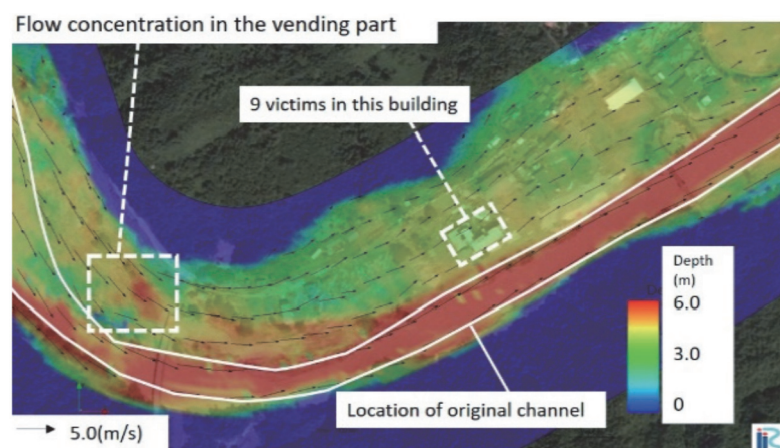 Flow concentration in the vending part
9 victims in this building
Depth
(m)
6.0
3.0
0
Location of original channel
5.0(m/s)